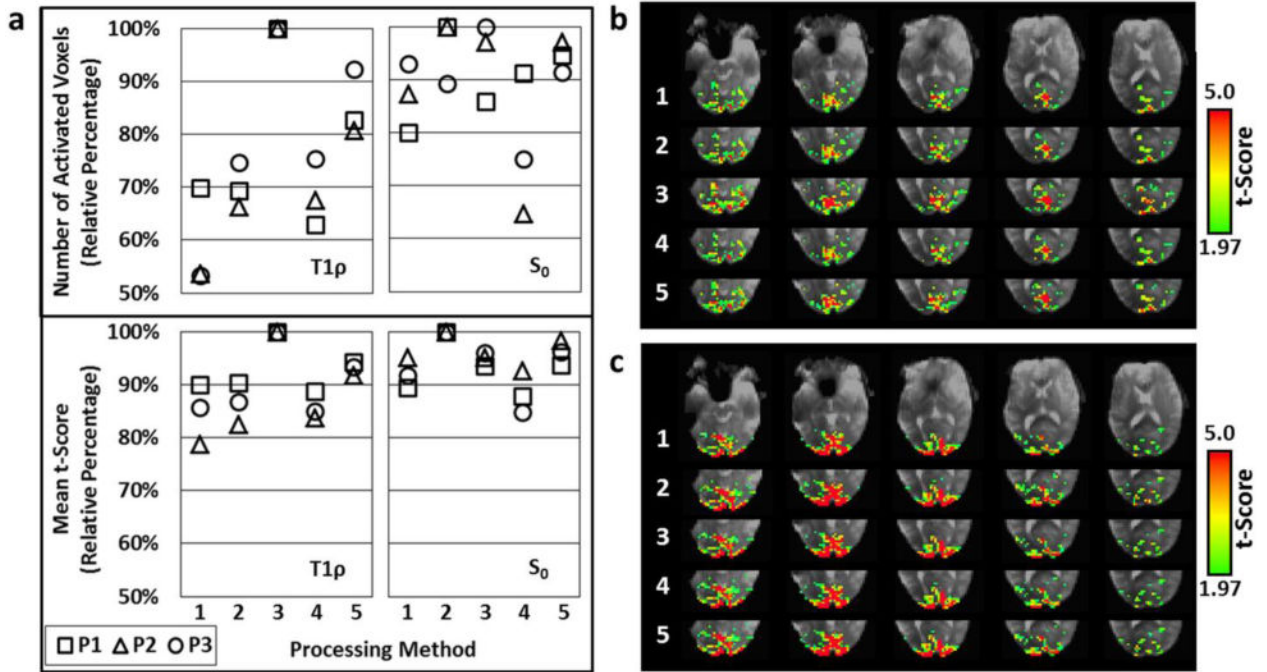 a
Number of Activated Voxels
(Relative Percentage)
100%
90%
80%
70%
60%
50%
T1ρ
S0
Mean t-Score
(Relative Percentage)
100%
90%
80%
70%
60%
50%
T1ρ
S0
1 2 3 4 5
1 2 3 4 5
P1 P2 P3
Processing Method
b
1
2
3
4
5
5.0
t-Score
1.97
c
1
2
3
4
5
5.0
t-Score
1.97